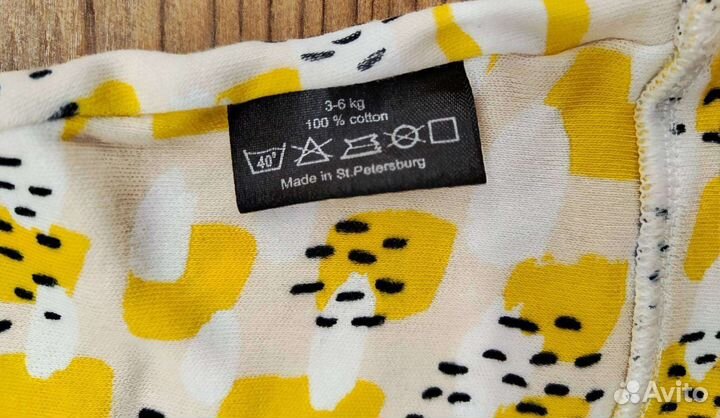 3-6 kg
100 % cotton
40°
Made in St.Petersburg
Avito